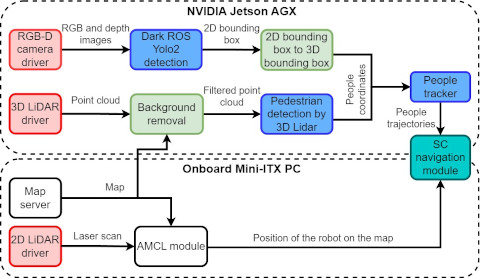 NVIDIA Jetson AGX
RGB-D
camera
driver
RGB and depth
images
Dark ROS
Yolo2
detection
2D bounding
box
2D bounding
box to 3D
bounding box
3D LiDAR
driver
Point cloud
Background
removal
Filtered point
cloud
Pedestrian
detection by
3D Lidar
People
coordinates
People
tracker
People
trajectories
SC
navigation
module
Onboard Mini-ITX PC
Map
server
Map
2D LiDAR
driver
Laser scan
AMCL module
Position of the robot on the map